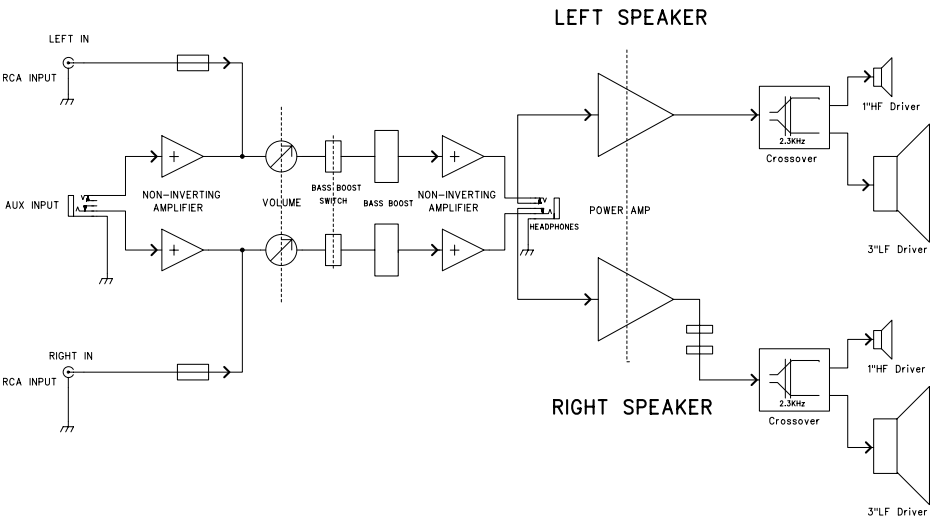 LEFT SPEAKER
LEFT IN
RCA INPUT
1"HF Driver
2.3KHz
Crossover
+
+
AUX INPUT
NON-INVERTING
AMPLIFIER
VOLUME
BASS BOOST
SWITCH
BASS BOOST
NON-INVERTING
AMPLIFIER
HEADPHONES
POWER AMP
3"LF Driver
+
+
RIGHT IN
RCA INPUT
RIGHT SPEAKER
1"HF Driver
2.3KHz
Crossover
3"LF Driver